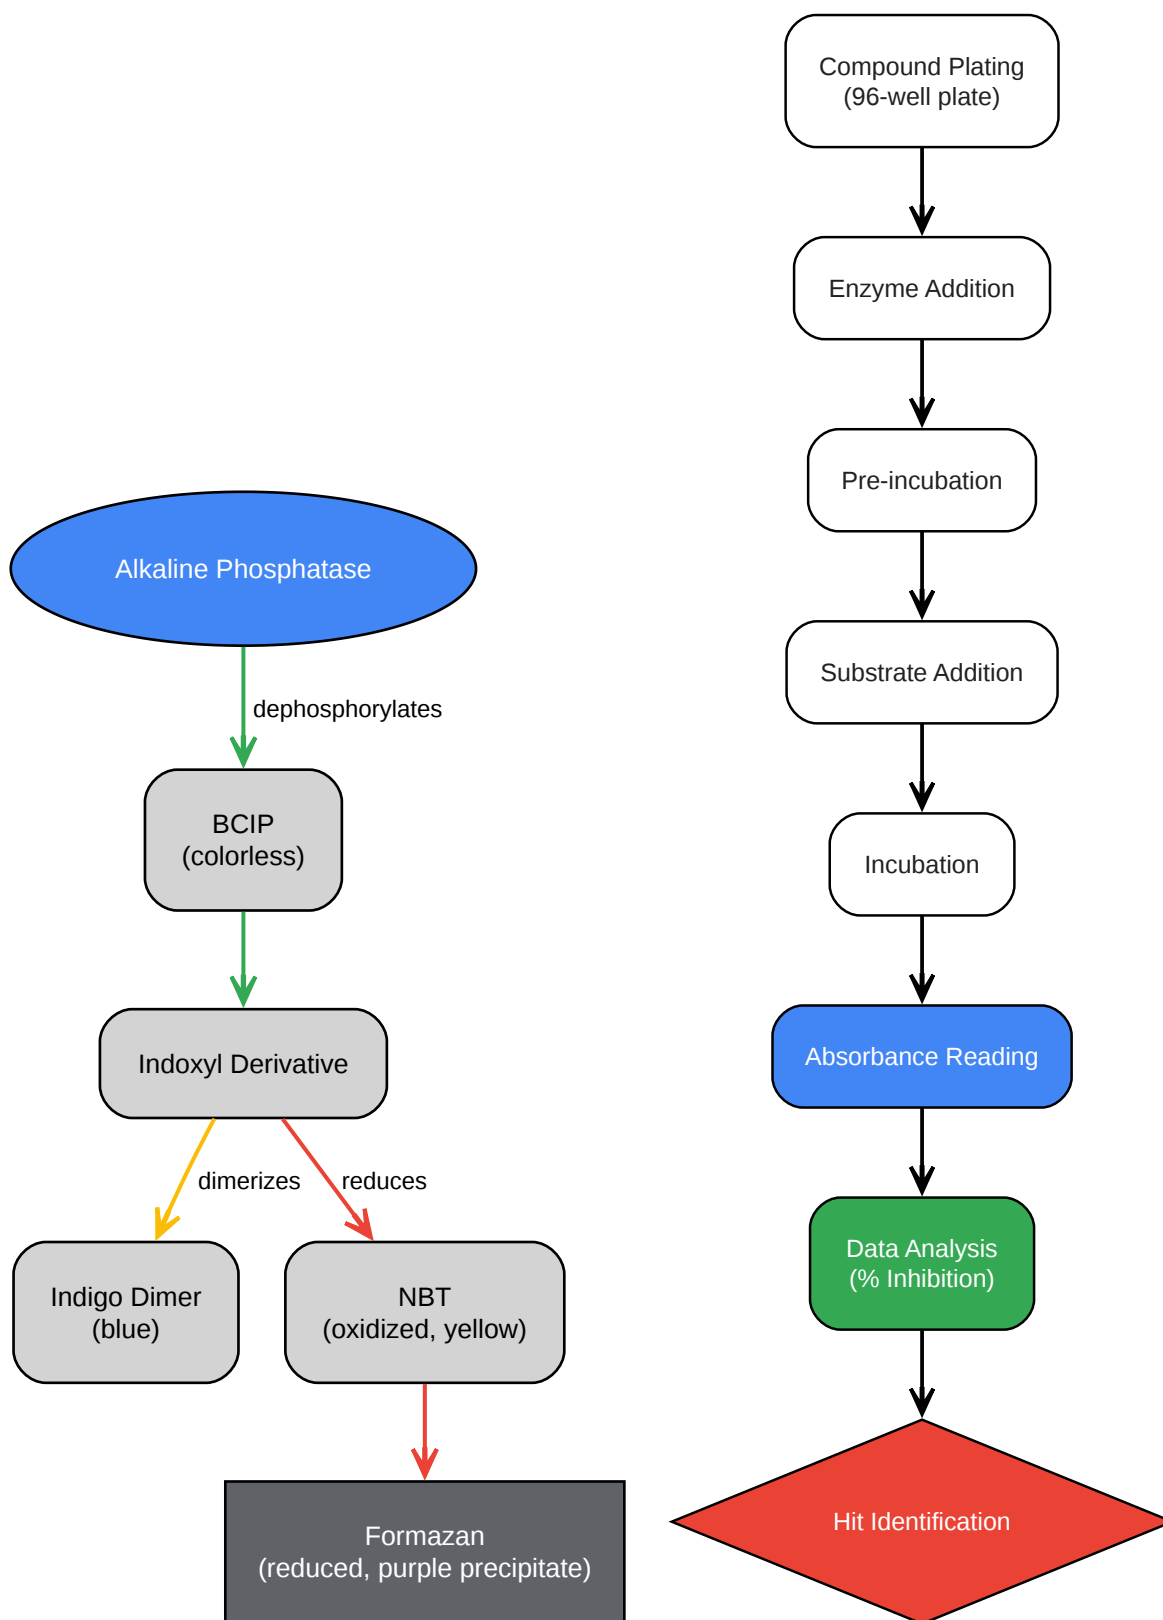 Alkaline Phosphatase
dephosphorylates
BCIP
(colorless)
Indoxyl Derivative
dimerizes
reduces
Indigo Dimer
(blue)
NBT
(oxidized, yellow)
Formazan
(reduced, purple precipitate)
Compound Plating
(96-well plate)
Enzyme Addition
Pre-incubation
Substrate Addition
Incubation
Absorbance Reading
Data Analysis
(% Inhibition)
Hit Identification